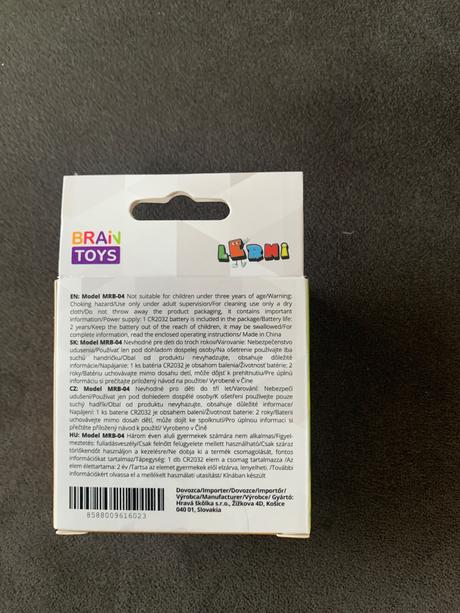 BRAiN
TOYS
LERNI
EN: Model MRB-04 Not suitable for children under three years of age/Warning:
Choking hazard/Use only under adult supervision/For cleaning use only a dry
cloth/Do not throw away the product packaging, it contains important
information/Power supply: 1 CR2032 battery is included in the package/Battery life:
2 years/Keep the battery out of the reach of children, it may be swallowed/For
complete information, read the enclosed operating instructions/ Made in China
SK: Model MRB-04 Nevhodné pre deti do troch rokov/Varovanie: Nebezpečenstvo
udusenia/Používať len pod dohľadom dospelej osoby/Na ošetrenie používajte iba
suchú handričku/Obal od produktu nevyhadzujte, obsahuje dôležité
informácie/Napájanie: 1 ks batéria CR2032 je obsahom balenia/Životnosť batérie: 2
roky/Batériu uchovávajte mimo dosahu detí, môže dôjsť k prehltnutiu/Pre úplnú
informáciu si prečítajte priložený návod na použitie/ Vyrobené v Číne
CZ: Model MRB-04 Nevhodné pro děti do tří let/Varování: Nebezpečí
udušení/Používat jen pod dohledem dospělé osoby/K ošetření používejte pouze
suchý hadřík/Obal od produktu nevyhazujte, obsahuje důležité informace/
Napájení: 1 ks baterie CR2032 je obsahem balení/Životnost baterie: 2 roky/Baterii
uchovávejte mimo dosah dětí, může dojít ke spolknutí/Pro úplnou informaci si
přečtěte přiložený návod k použití/ Vyrobeno v Číně
HU: Model MRB-04 Három éven aluli gyermekek számára nem alkalmas/Figyel-
meztetés: fulladásveszély/Csak felnőtt felügyelete mellett használható/Csak száraz
törlőkendőt használjon a kezelésre/Ne dobja ki a termék csomagolását, fontos
információkat tartalmaz/Tápegység: 1 db CR2032 elem a csomag tartalmazza /Az
elem élettartama: 2 év/Tartsa az elemet gyermekek elől elzárva, lenyelheti. /További
információkért olvassa el a mellékelt használati utasítást/ Kínában készült
8588009616023
Dovozca/Importer/Dovozce/Importőr/
Výrobca/Manufacturer/Výrobce/ Gyártó:
Hravá škôlka s.r.o., Žižkova 4D, Košice
040 01, Slovakia